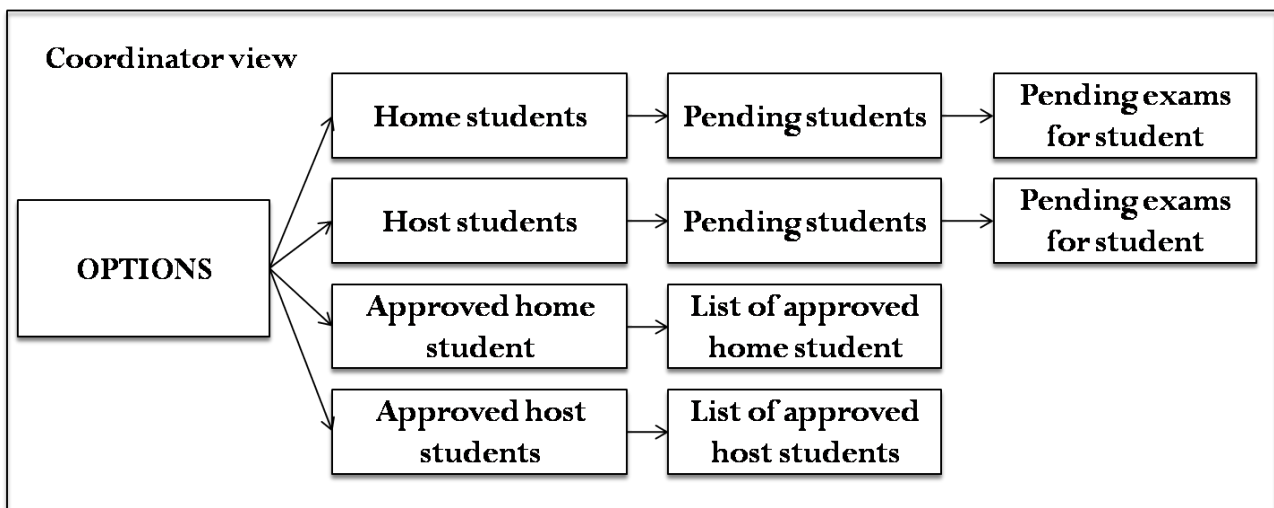 Coordinator view
Home students
Pending students
Pending exams
for student
Host students
Pending students
Pending exams
for student
OPTIONS
Approved home
student
List of approved
home student
Approved host
students
List of approved
host students